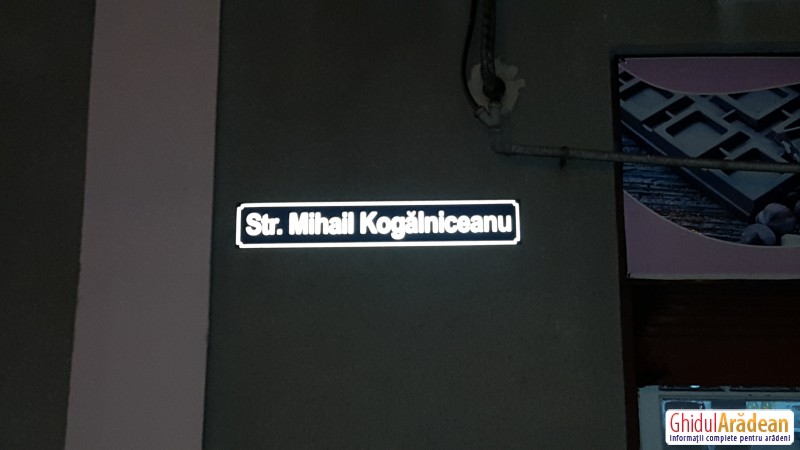 Str. Mihail Kogălniceanu
GhidulArădean
informații complete pentru arădeni